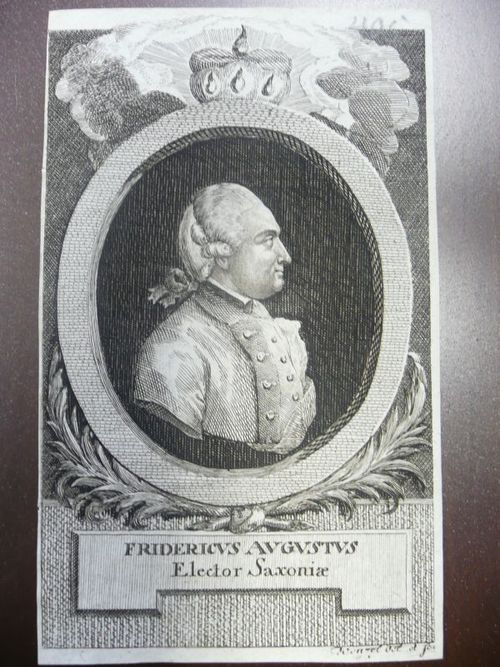 FRIDERICVS AVGVSTVS
Elector Saxoniæ